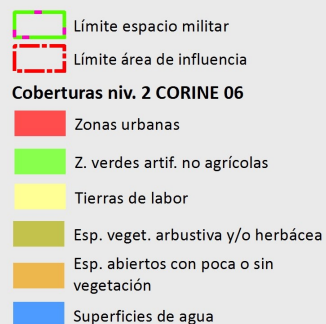 Límite espacio militar
Límite área de influencia
Coberturas niv. 2 CORINE 06
Zonas urbanas
Z. verdes artif. no agrícolas
Tierras de labor
Esp. veget. arbustiva y/o herbácea
Esp. abiertos con poca o sin
vegetación
Superficies de agua